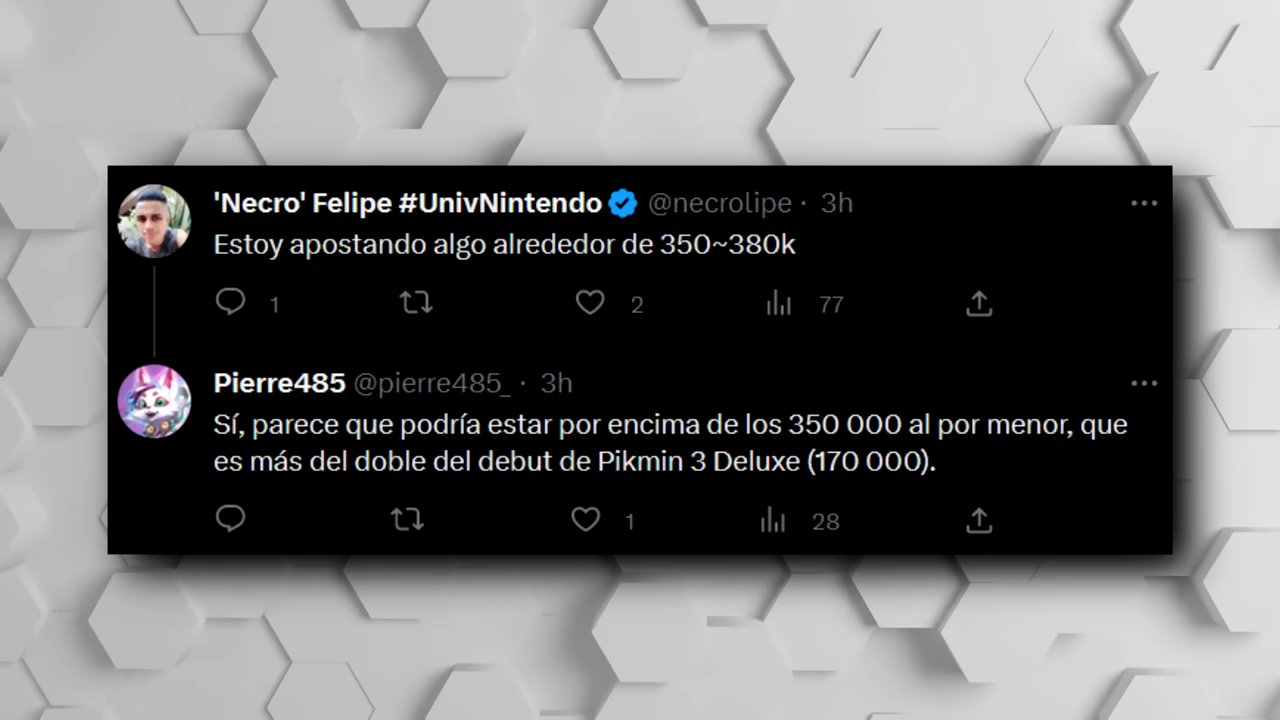 'Necro' Felipe #UnivNintendo @necrolipe · 3h
Estoy apostando algo alrededor de 350~380k
1 2 77
Pierre485 @pierre485_ · 3h
Sí, parece que podría estar por encima de los 350 000 al por menor, que
es más del doble del debut de Pikmin 3 Deluxe (170 000).
1 28